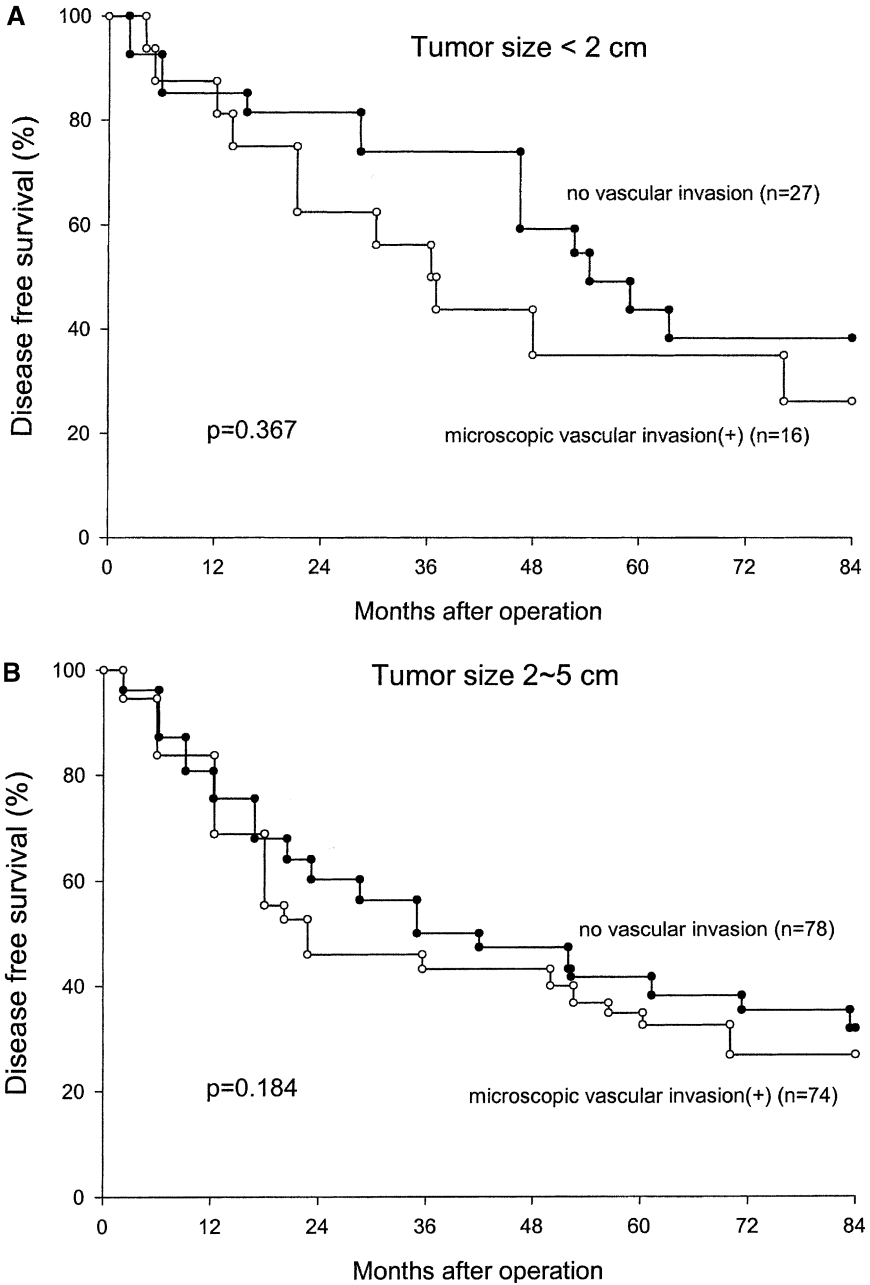 A
Tumor size < 2 cm
Disease free survival (%)
100
80
60
40
20
0
no vascular invasion (n=27)
p=0.367
microscopic vascular invasion(+) (n=16)
0 12 24 36 48 60 72 84
Months after operation
B
Tumor size 2~5 cm
Disease free survival (%)
100
80
60
40
20
0
no vascular invasion (n=78)
p=0.184
microscopic vascular invasion(+) (n=74)
0 12 24 36 48 60 72 84
Months after operation